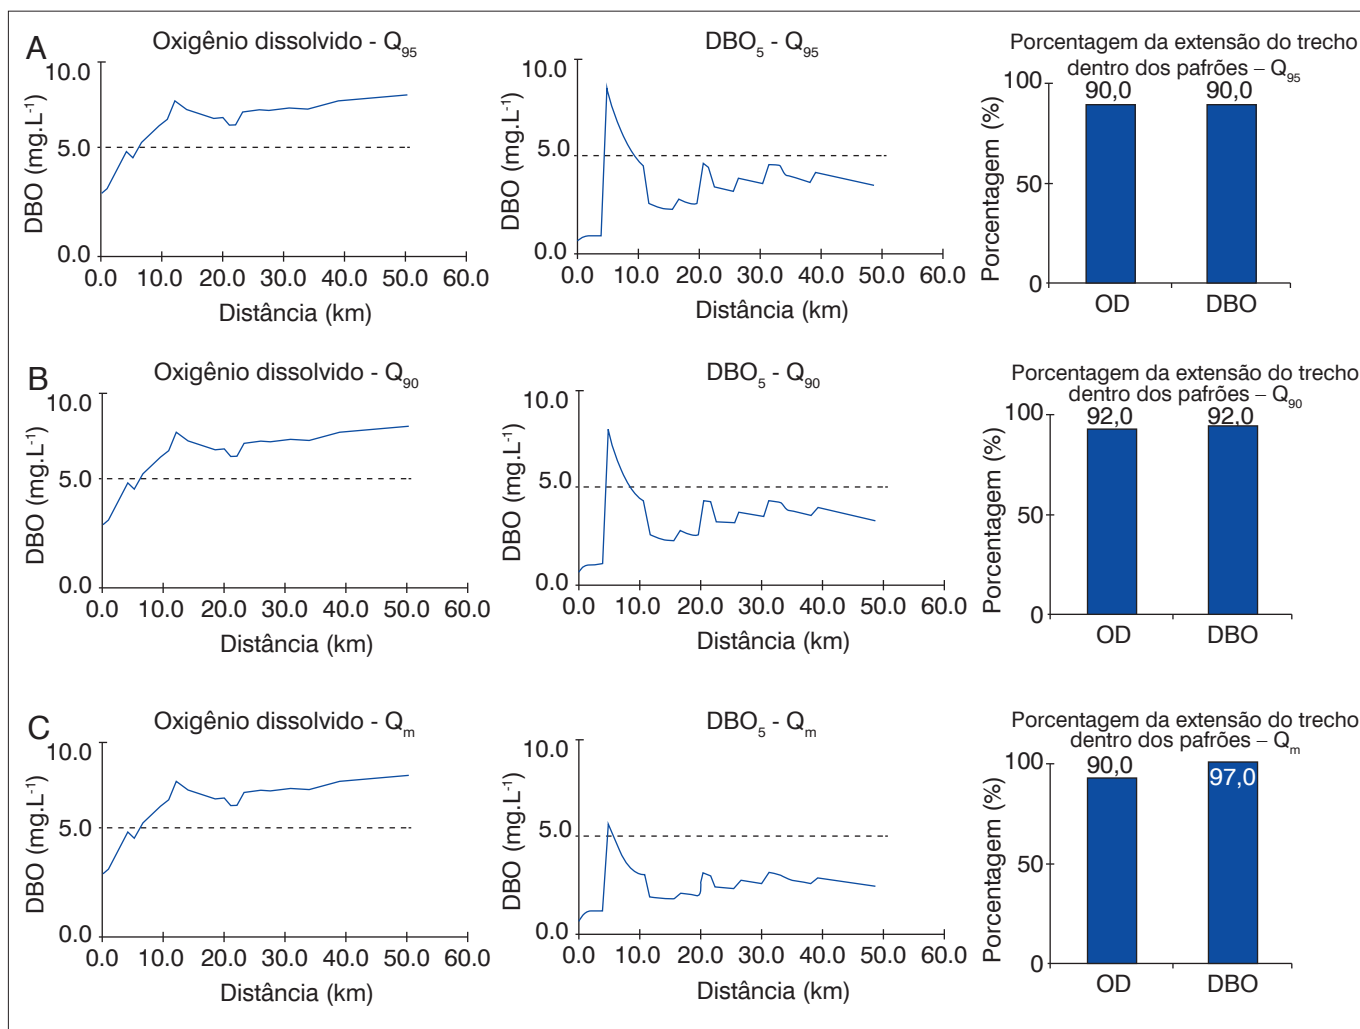 A
Oxigênio dissolvido - Q95
DBO (mg.L-1)
10.0
5.0
0.0
0.0 10.0 20.0 30.0 40.0 50.0 60.0
Distância (km)
DBO5 - Q95
DBO (mg.L-1)
10.0
5.0
0.0
0.0 10.0 20.0 30.0 40.0 50.0 60.0
Distância (km)
Porcentagem da extensão do trecho
dentro dos pafrões – Q95
Porcentagem (%)
100
50
0
90,0 90,0
OD DBO
B
Oxigênio dissolvido - Q90
DBO (mg.L-1)
10.0
5.0
0.0
0.0 10.0 20.0 30.0 40.0 50.0 60.0
Distância (km)
DBO5 - Q90
DBO (mg.L-1)
10.0
5.0
0.0
0.0 10.0 20.0 30.0 40.0 50.0 60.0
Distância (km)
Porcentagem da extensão do trecho
dentro dos pafrões – Q90
Porcentagem (%)
100
50
0
92,0 92,0
OD DBO
C
Oxigênio dissolvido - Qm
DBO (mg.L-1)
10.0
5.0
0.0
0.0 10.0 20.0 30.0 40.0 50.0 60.0
Distância (km)
DBO5 - Qm
DBO (mg.L-1)
10.0
5.0
0.0
0.0 10.0 20.0 30.0 40.0 50.0 60.0
Distância (km)
Porcentagem da extensão do trecho
dentro dos pafrões – Qm
Porcentagem (%)
100
50
0
90,0 97,0
OD DBO